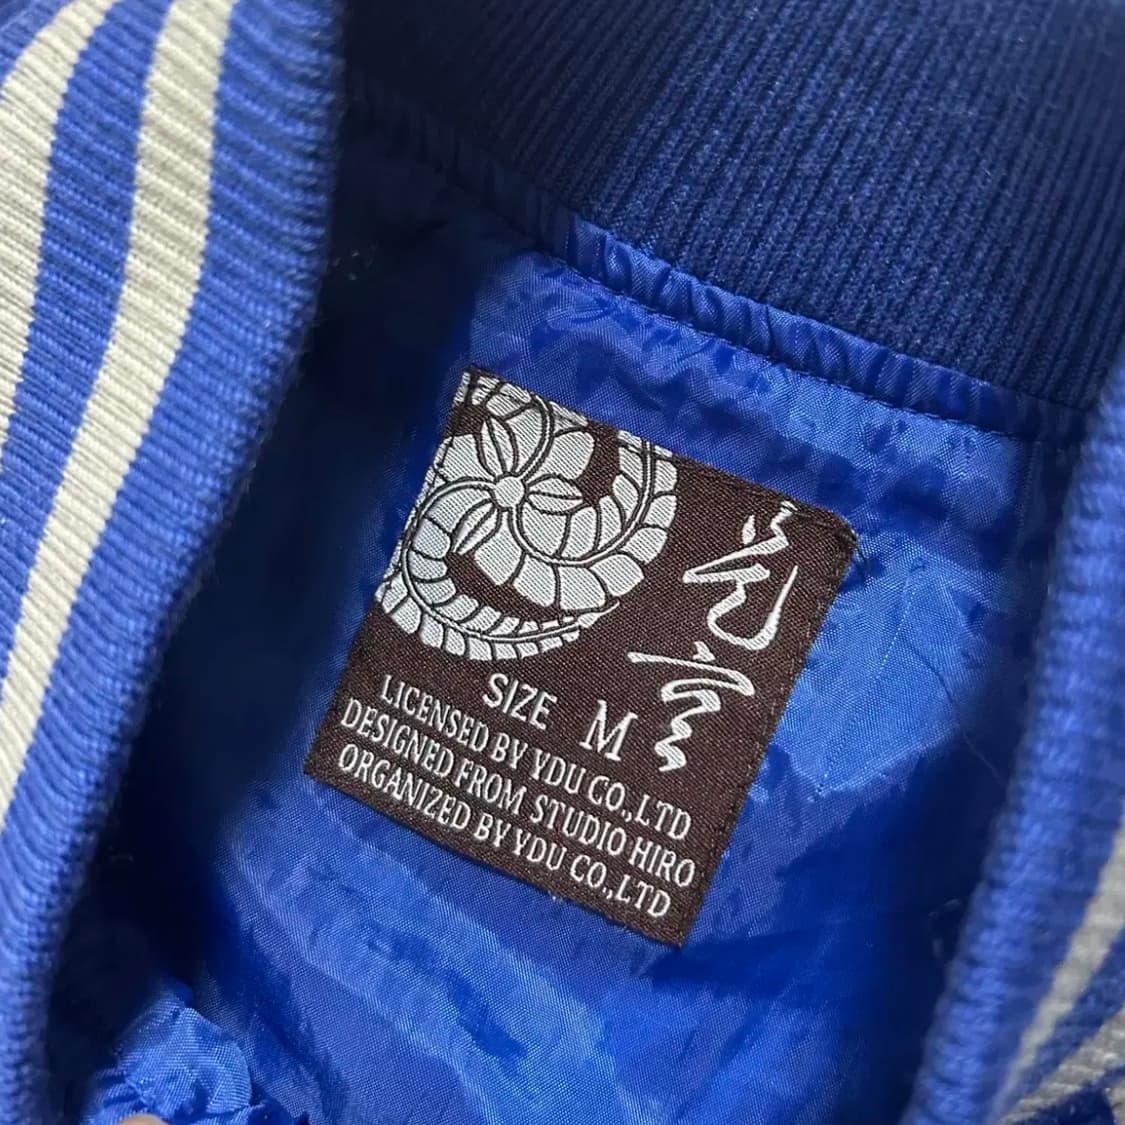 SIZE M
LICENSED BY YDU CO.,LTD
DESIGNED FROM STUDIO HIRO
ORGANIZED BY YDU CO.,LTD